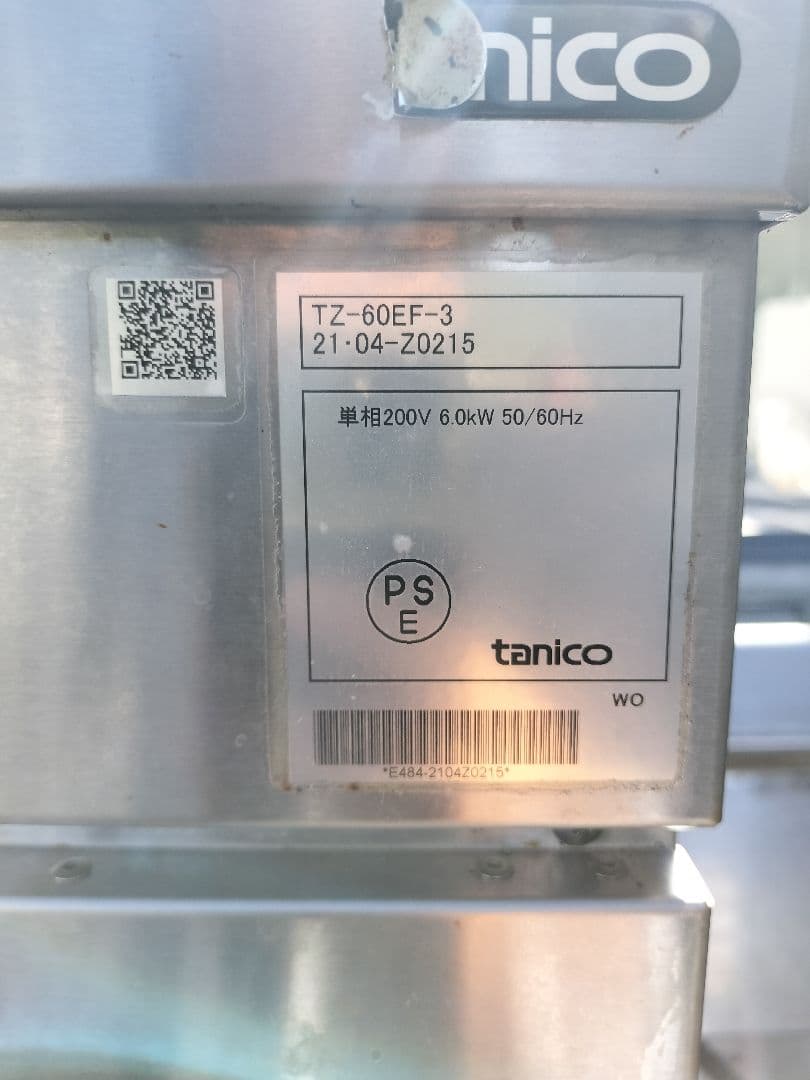 nico
TZ-60EF-3
21·04-Z0215
単相200V 6.0kW 50/60Hz
PS
E
tanico
WO
*E484-2104Z0215*